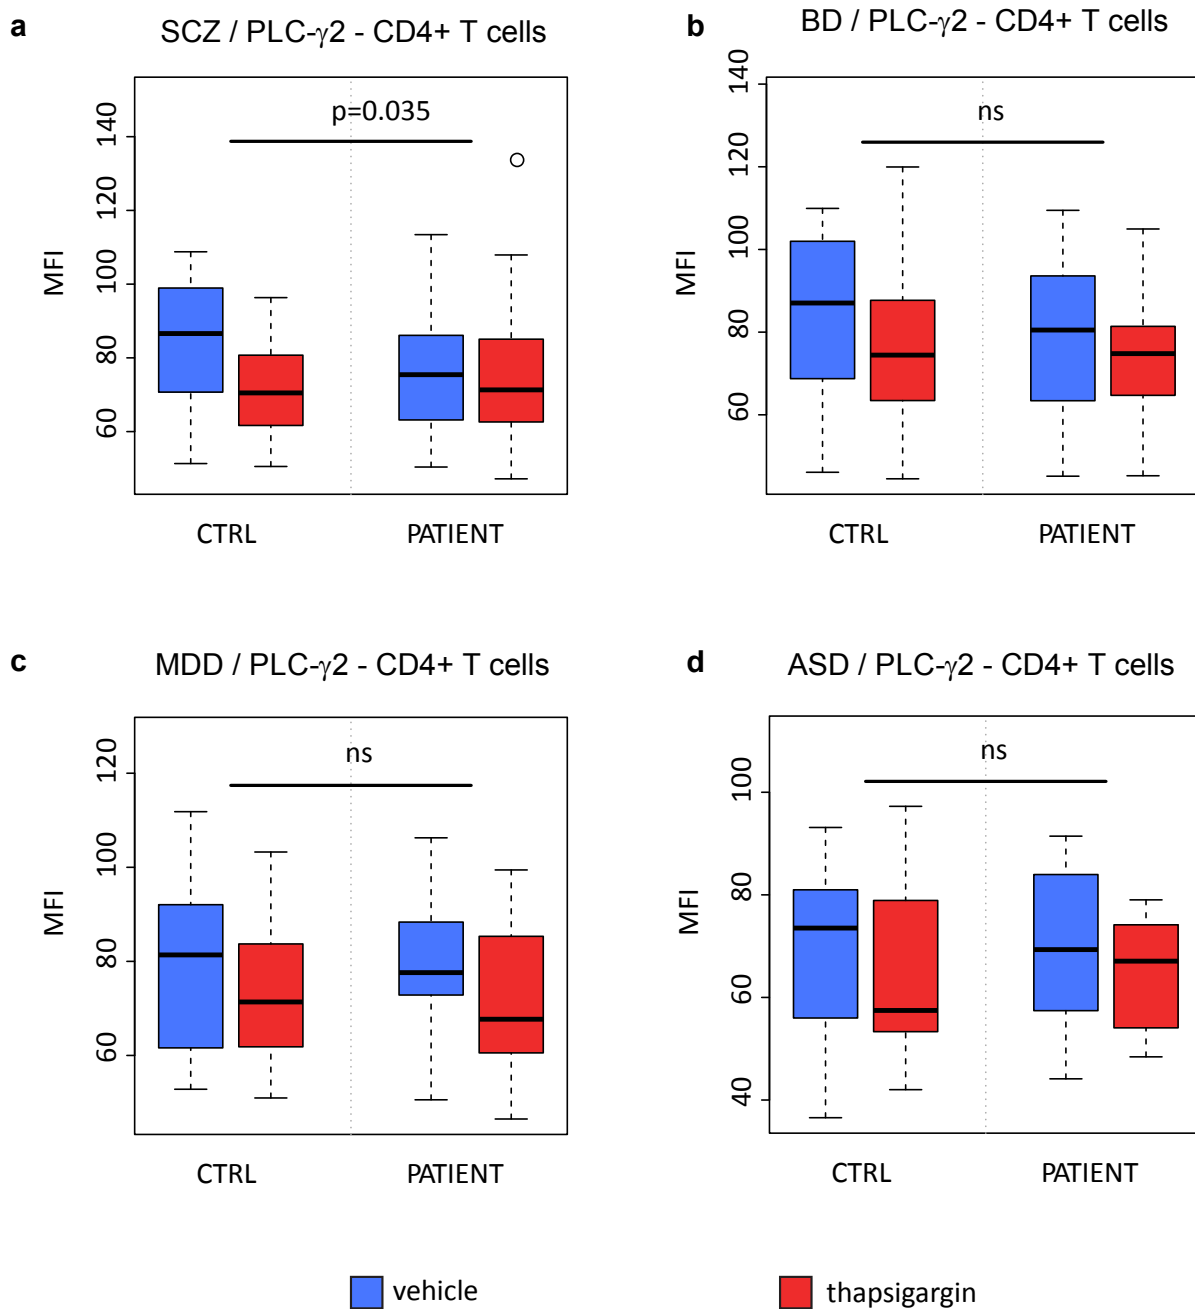 a
SCZ / PLC-γ2 - CD4+ T cells
p=0.035
MFI
140
120
100
80
60
CTRL
PATIENT
b
BD / PLC-γ2 - CD4+ T cells
ns
MFI
140
120
100
80
60
CTRL
PATIENT
c
MDD / PLC-γ2 - CD4+ T cells
ns
MFI
120
100
80
60
CTRL
PATIENT
d
ASD / PLC-γ2 - CD4+ T cells
ns
MFI
100
80
60
40
CTRL
PATIENT
vehicle
thapsigargin